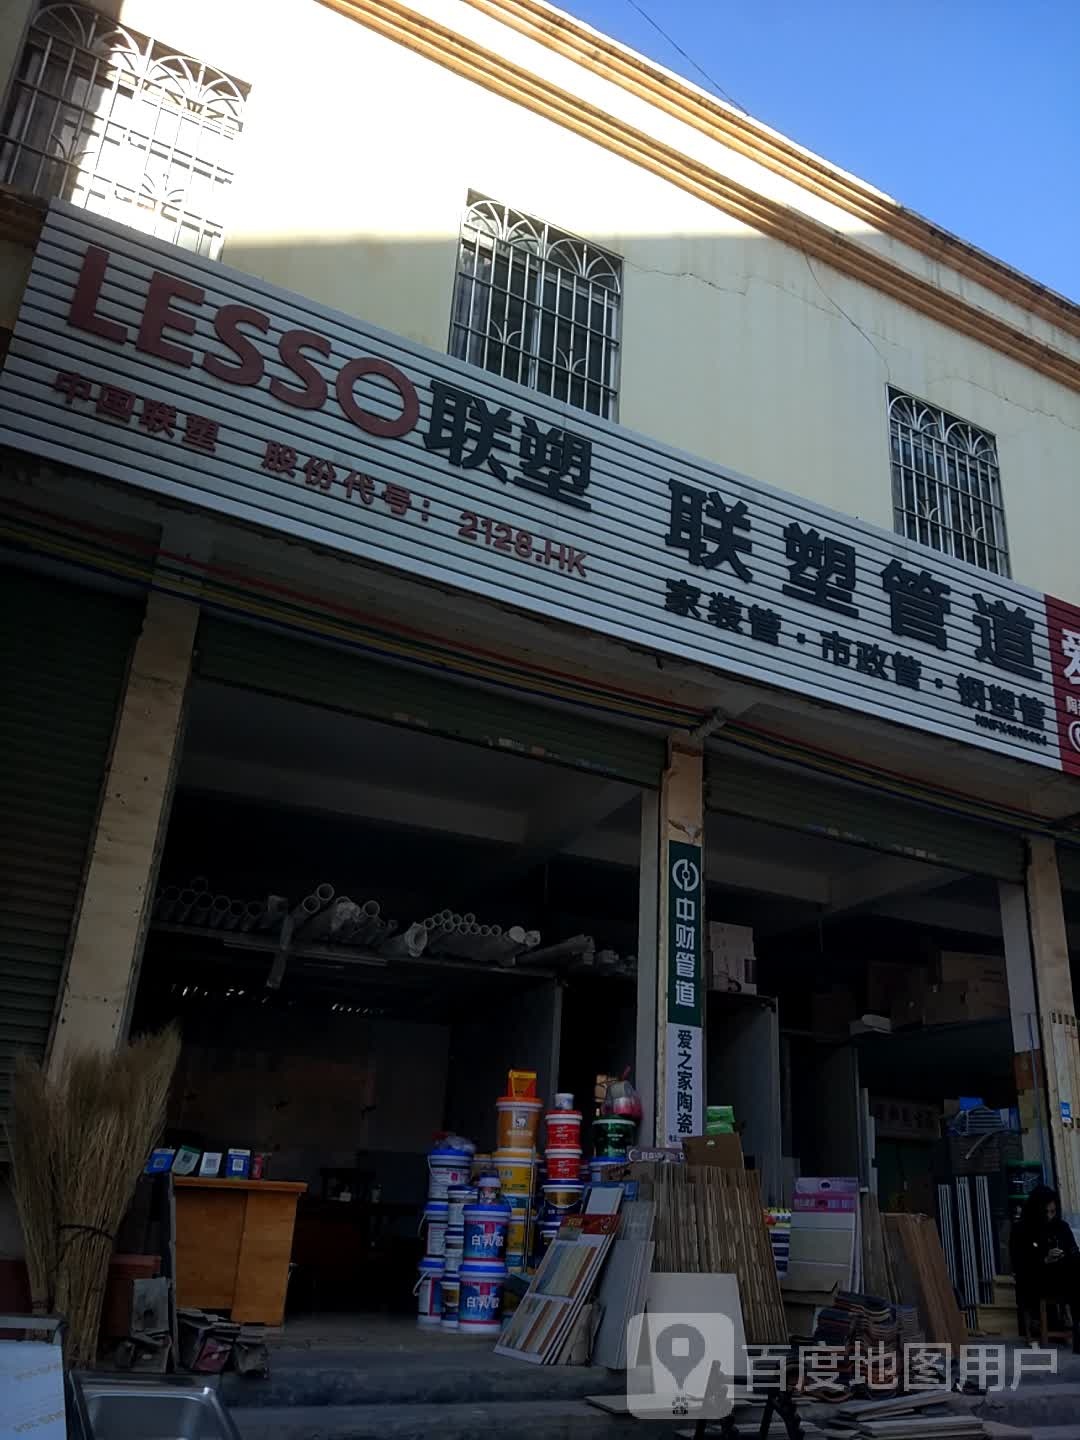 LESSO联塑 联塑管道
中国联塑 股份代号：2128.HK
家装管·市政管·钢塑管
爱
中财管道
爱之家陶瓷
白乳胶
白乳胶
百度地图用户